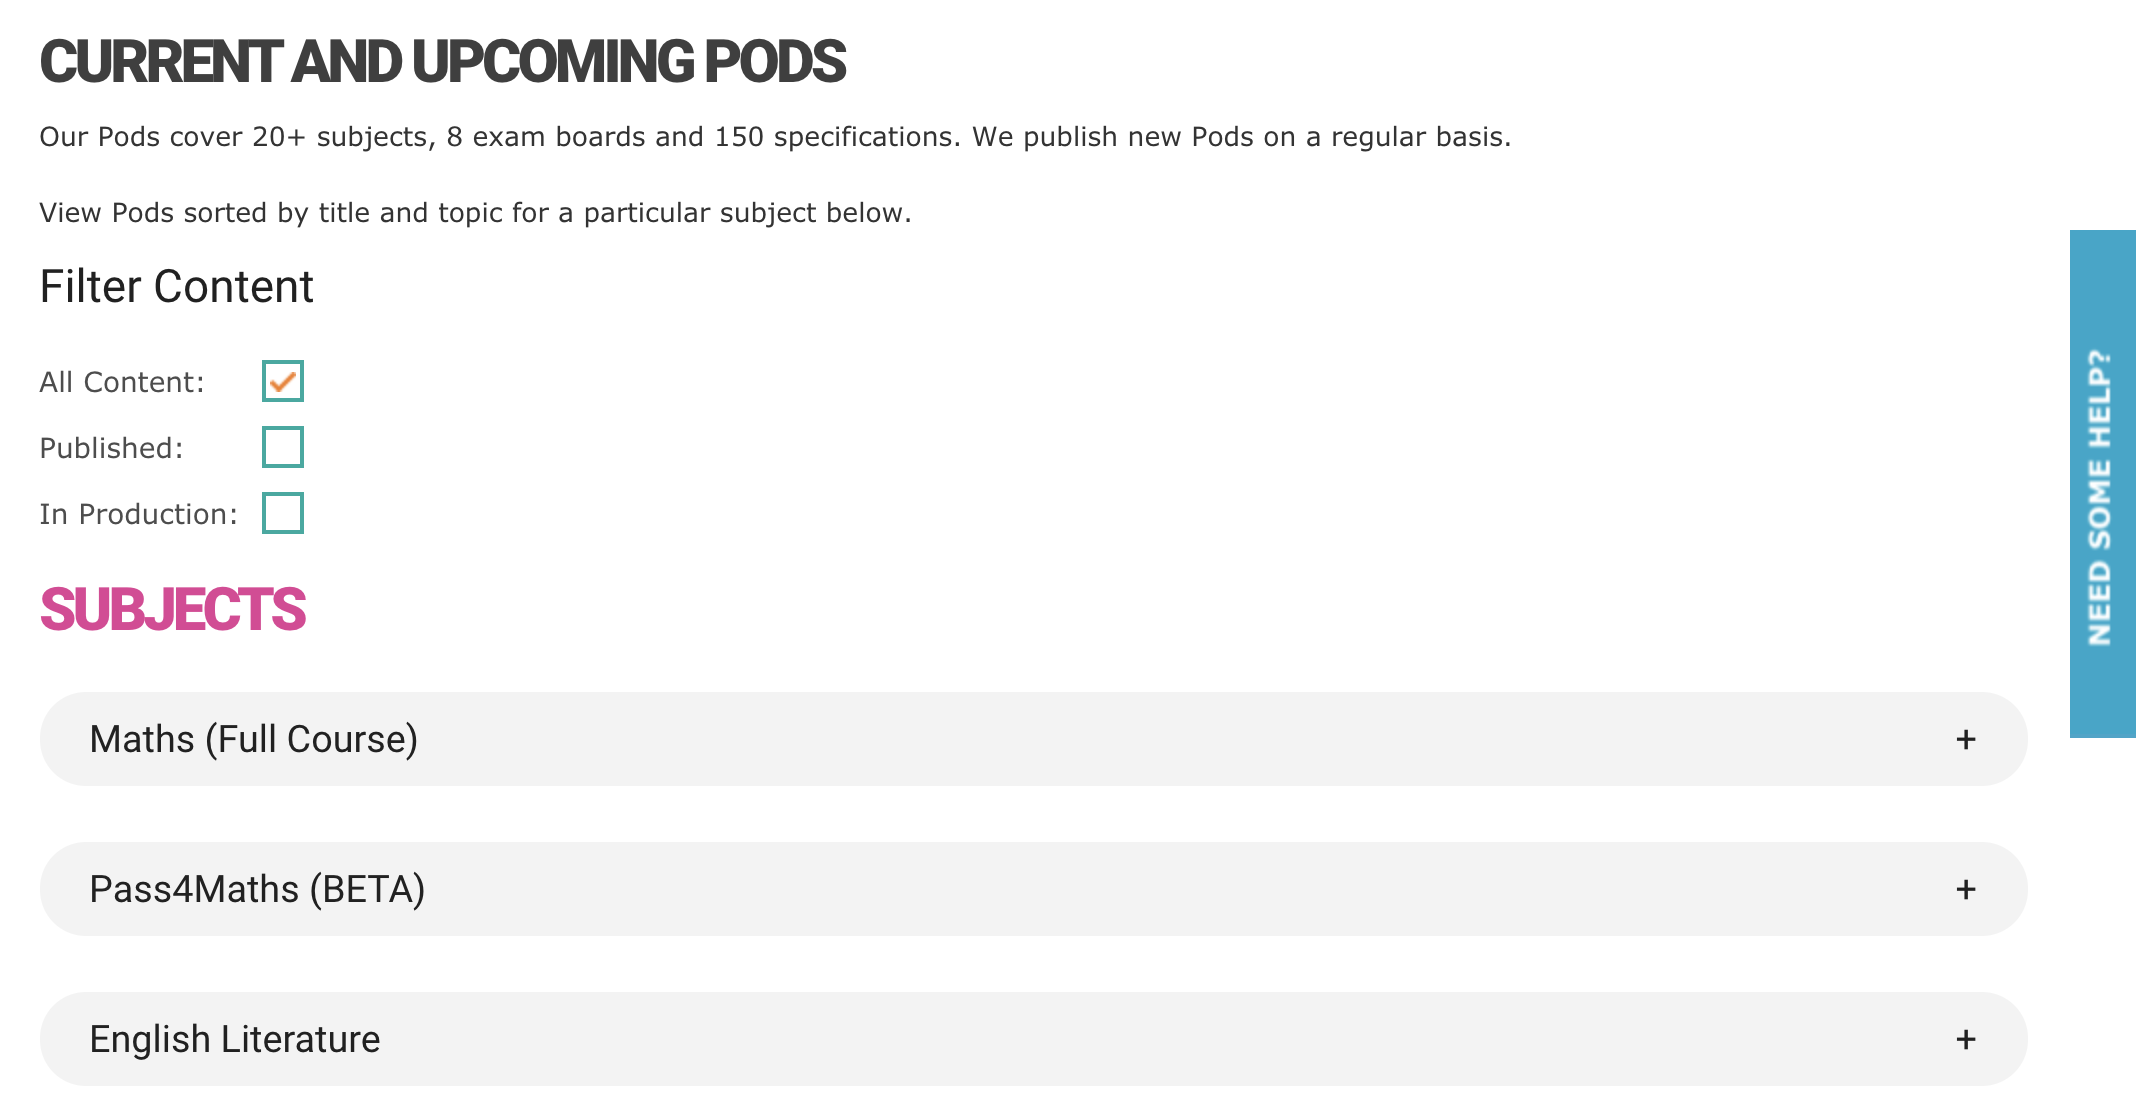 CURRENT AND UPCOMING PODS
Our Pods cover 20+ subjects, 8 exam boards and 150 specifications. We publish new Pods on a regular basis.
View Pods sorted by title and topic for a particular subject below.
Filter Content
All Content:
Published:
In Production:
SUBJECTS
Maths (Full Course) +
Pass4Maths (BETA) +
English Literature +
NEED SOME HELP?